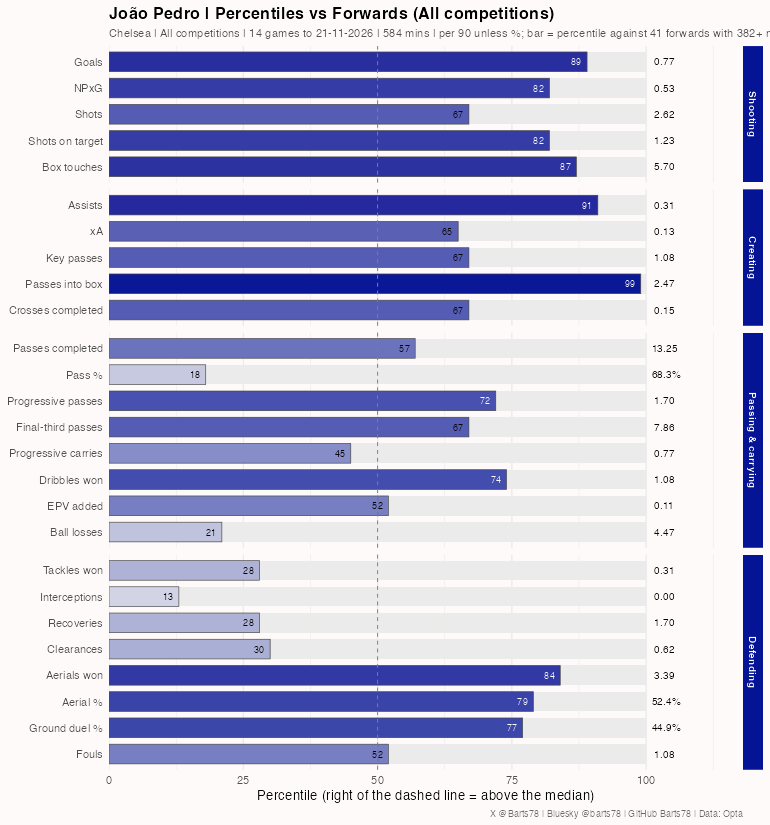 João Pedro | Percentiles vs Forwards (All competitions)
Chelsea | All competitions | 14 games to 21-11-2026 | 584 mins | per 90 unless %; bar = percentile against 41 forwards with 382+
Goals 89 0.77
NPxG 82 0.53
Shots 67 2.62
Shots on target 82 1.23
Box touches 87 5.70
Shooting
Assists 91 0.31
xA 65 0.13
Key passes 67 1.08
Passes into box 99 2.47
Crosses completed 67 0.15
Creating
Passes completed 57 13.25
Pass % 18 68.3%
Progressive passes 72 1.70
Final-third passes 67 7.86
Progressive carries 45 0.77
Dribbles won 74 1.08
EPV added 52 0.11
Ball losses 21 4.47
Passing & carrying
Tackles won 28 0.31
Interceptions 13 0.00
Recoveries 28 1.70
Clearances 30 0.62
Aerials won 84 3.39
Aerial % 79 52.4%
Ground duel % 77 44.9%
Fouls 52 1.08
Defending
0 25 50 75 100
Percentile (right of the dashed line = above the median)
X @Barts78 | Bluesky @barts78 | GitHub Barts78 | Data: Opta